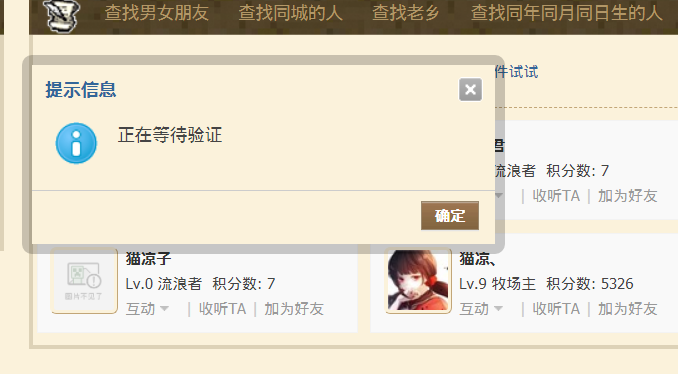 查找男女朋友 查找同城的人 查找老乡 查找同年同月同日生的人
件试试
提示信息
正在等待验证
确定
君
流浪者 积分数: 7
| 收听TA | 加为好友
猫凉子
Lv.0 流浪者 积分数: 7
互动 | 收听TA | 加为好友
图片不见了
猫凉、
Lv.9 牧场主 积分数: 5326
互动 | 收听TA | 加为好友